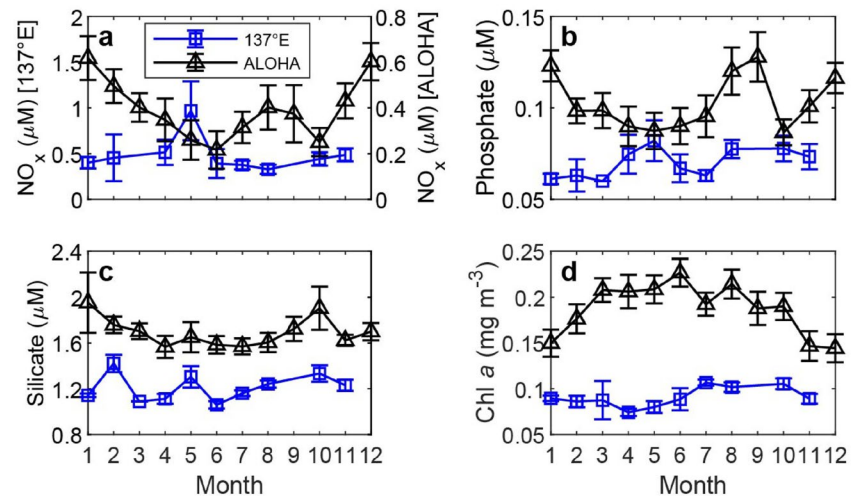 a
137°E
ALOHA
NOx (μM) [137°E]
2
1.5
1
0.5
0
0.8
0.6
0.4
0.2
0.0
NOx (μM) [ALOHA]
b
Phosphate (μM)
0.15
0.1
0.05
c
Silicate (μM)
2.4
2
1.6
1.2
0.8
1 2 3 4 5 6 7 8 9 10 11 12
Month
d
Chl a (mg m-3)
0.25
0.2
0.15
0.1
0.05
1 2 3 4 5 6 7 8 9 10 11 12
Month